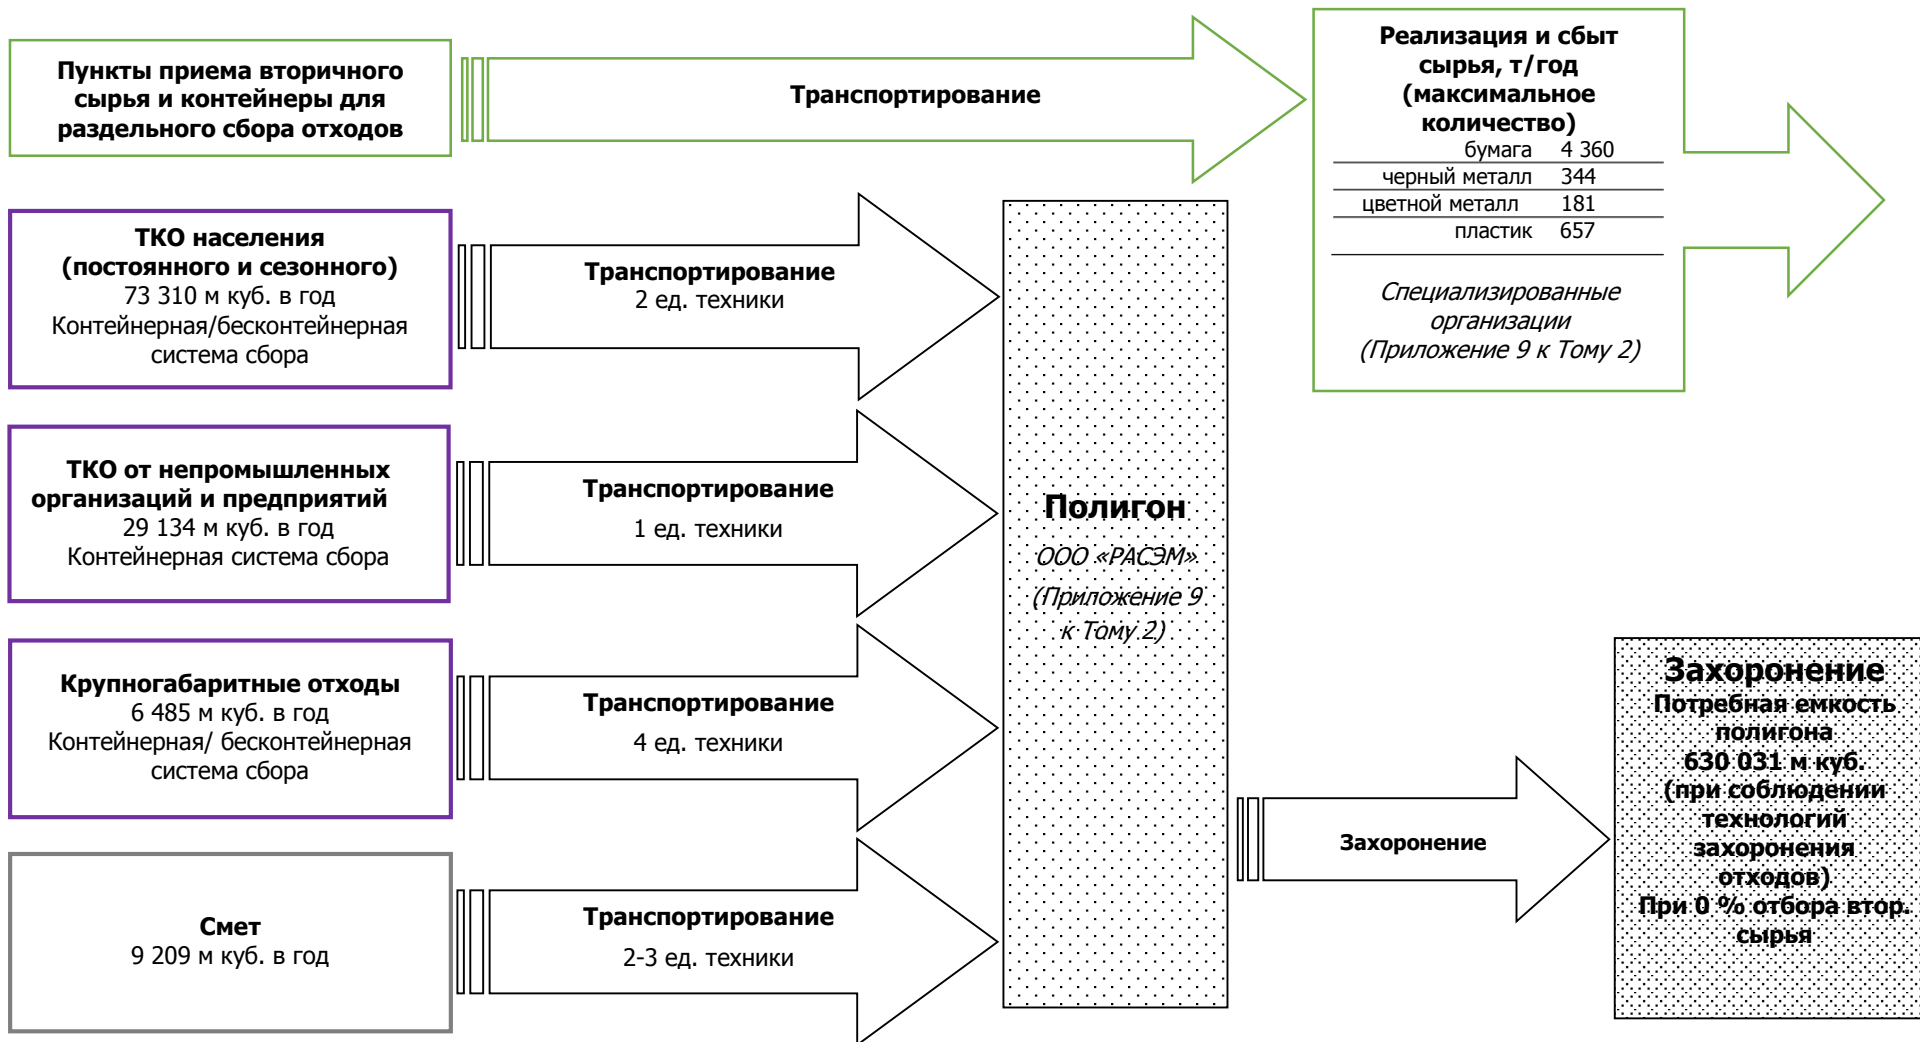 Пункты приема вторичного
сырья и контейнеры для
раздельного сбора отходов
Транспортирование
Реализация и сбыт
сырья, т/год
(максимальное
количество)
бумага 4 360
черный металл 344
цветной металл 181
пластик 657
Специализированные
организации
(Приложение 9 к Тому 2)
ТКО населения
(постоянного и сезонного)
73 310 м куб. в год
Контейнерная/бесконтейнерная
система сбора
Транспортирование
2 ед. техники
ТКО от непромышленных
организаций и предприятий
29 134 м куб. в год
Контейнерная система сбора
Транспортирование
1 ед. техники
Крупногабаритные отходы
6 485 м куб. в год
Контейнерная/ бесконтейнерная
система сбора
Транспортирование
4 ед. техники
Смет
9 209 м куб. в год
Транспортирование
2-3 ед. техники
Полигон
ООО «РАСЭМ»
(Приложение 9
к Тому 2)
Захоронение
Захоронение
Потребная емкость
полигона
630 031 м куб.
(при соблюдении
технологий
захоронения
отходов)
При 0 % отбора втор.
сырья